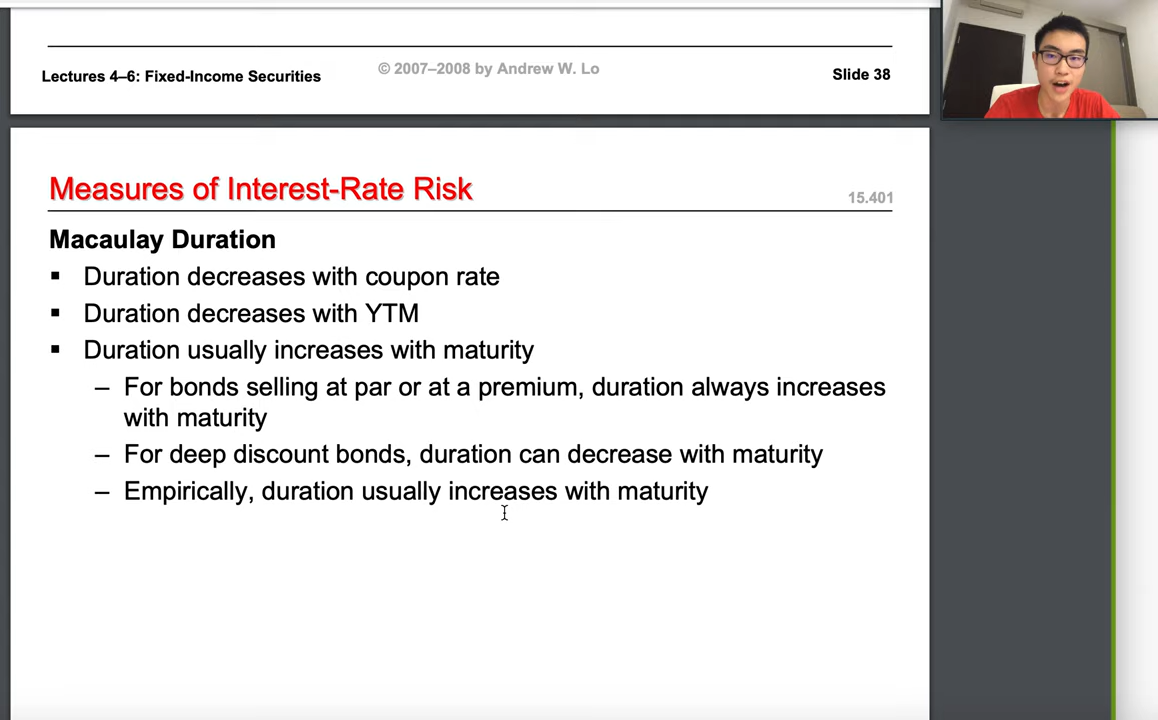 Lectures 4–6: Fixed-Income Securities © 2007–2008 by Andrew W. Lo Slide 38
Measures of Interest-Rate Risk 15.401
Macaulay Duration
▪ Duration decreases with coupon rate
▪ Duration decreases with YTM
▪ Duration usually increases with maturity
– For bonds selling at par or at a premium, duration always increases
with maturity
– For deep discount bonds, duration can decrease with maturity
– Empirically, duration usually increases with maturity